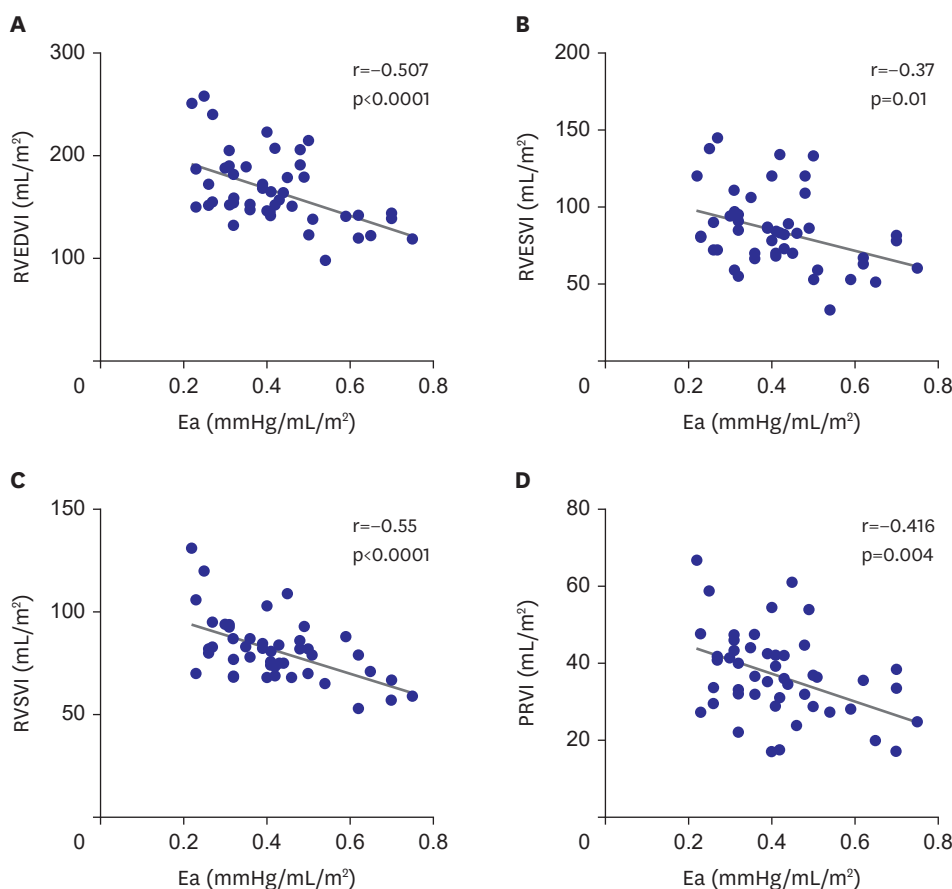 A
300
200
100
0
RVEDVI (mL/m²)
r=−0.507
p<0.0001
0.2 0.4 0.6 0.8
Ea (mmHg/mL/m²)
B
200
150
100
50
0
RVESVI (mL/m²)
r=−0.37
p=0.01
0.2 0.4 0.6 0.8
Ea (mmHg/mL/m²)
C
150
100
50
0
RVSVI (mL/m²)
r=−0.55
p<0.0001
0.2 0.4 0.6 0.8
Ea (mmHg/mL/m²)
D
80
60
40
20
0
PRVI (mL/m²)
r=−0.416
p=0.004
0.2 0.4 0.6 0.8
Ea (mmHg/mL/m²)